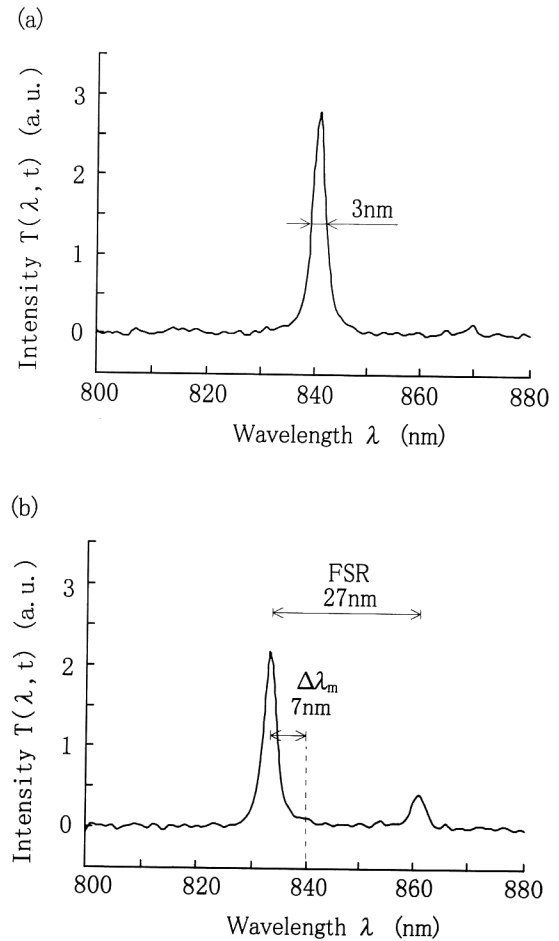 (a)
Intensity T(λ, t) (a.u.)
3
2
1
0
3nm
800
820
840
860
880
Wavelength λ (nm)
(b)
Intensity T(λ, t) (a.u.)
3
2
1
0
FSR
27nm
Δλm
7nm
800
820
840
860
880
Wavelength λ (nm)